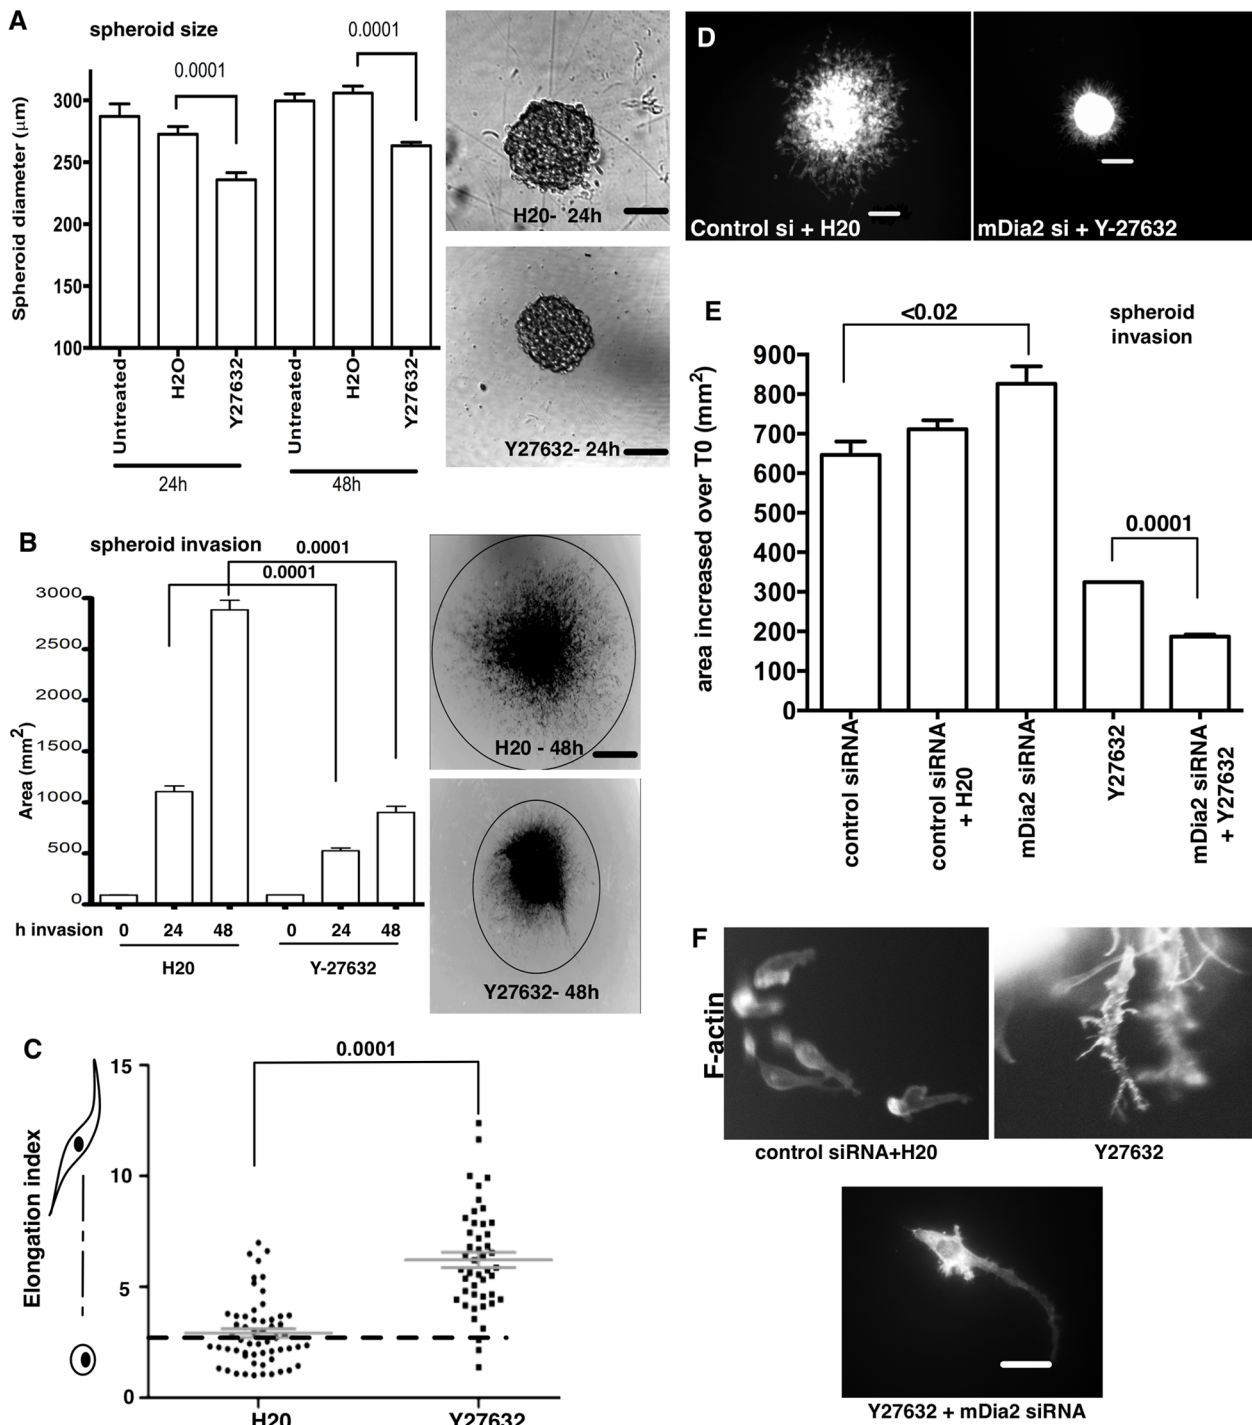 A
spheroid size
0.0001
0.0001
Spheroid diameter (μm)
300
250
200
150
100
Untreated
H2O
Y27632
Untreated
H2O
Y27632
24h
48h
H20- 24h
Y27632- 24h
B
spheroid invasion
0.0001
0.0001
Area (mm2)
3000
2500
2000
1500
1000
500
0
h invasion 0 24 48 0 24 48
H20
Y-27632
H20 - 48h
Y27632- 48h
C
0.0001
Elongation index
15
10
5
0
H20
Y27632
D
Control si + H20
mDia2 si + Y-27632
E
spheroid
invasion
<0.02
0.0001
area increased over T0 (mm2)
900
800
700
600
500
400
300
200
100
0
control siRNA
control siRNA
+ H20
mDia2 siRNA
Y27632
mDia2 siRNA
+ Y27632
F
F-actin
control siRNA+H20
Y27632
Y27632 + mDia2 siRNA